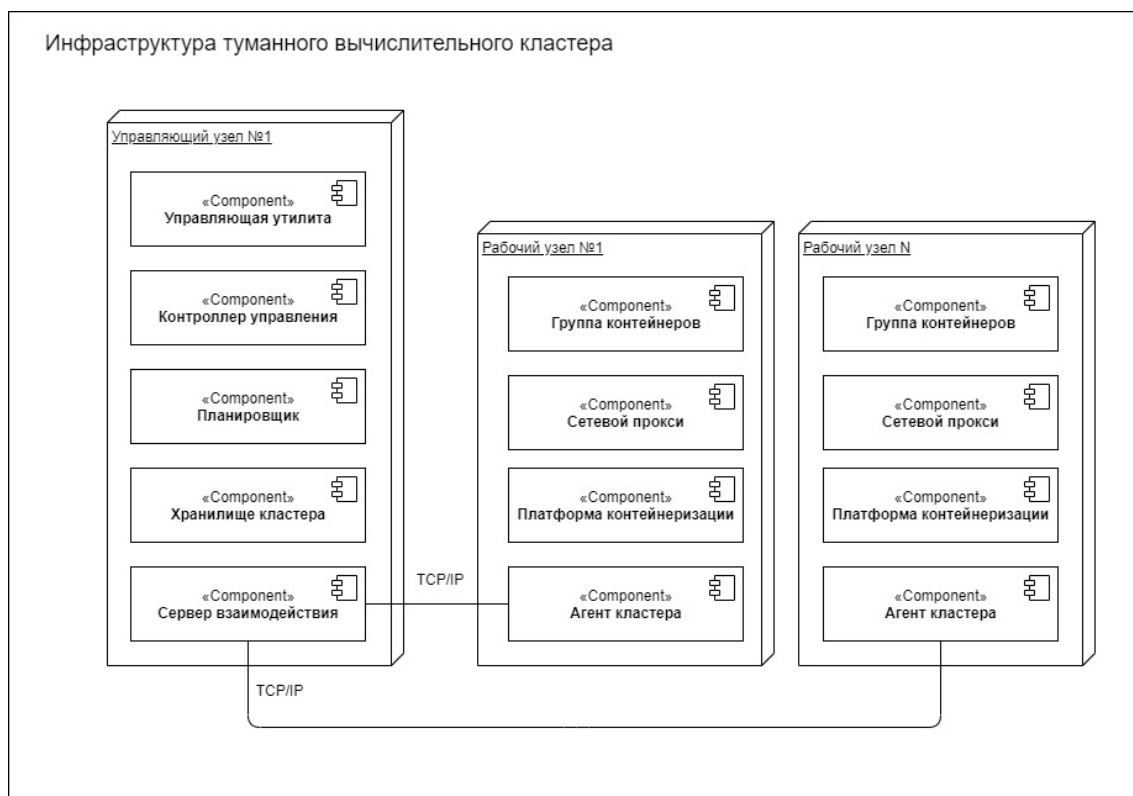 Инфраструктура туманного вычислительного кластера
Управляющий узел №1
«Component»
Управляющая утилита
«Component»
Контроллер управления
«Component»
Планировщик
«Component»
Хранилище кластера
«Component»
Сервер взаимодействия
TCP/IP
TCP/IP
Рабочий узел №1
«Component»
Группа контейнеров
«Component»
Сетевой прокси
«Component»
Платформа контейнеризации
«Component»
Агент кластера
Рабочий узел N
«Component»
Группа контейнеров
«Component»
Сетевой прокси
«Component»
Платформа контейнеризации
«Component»
Агент кластера